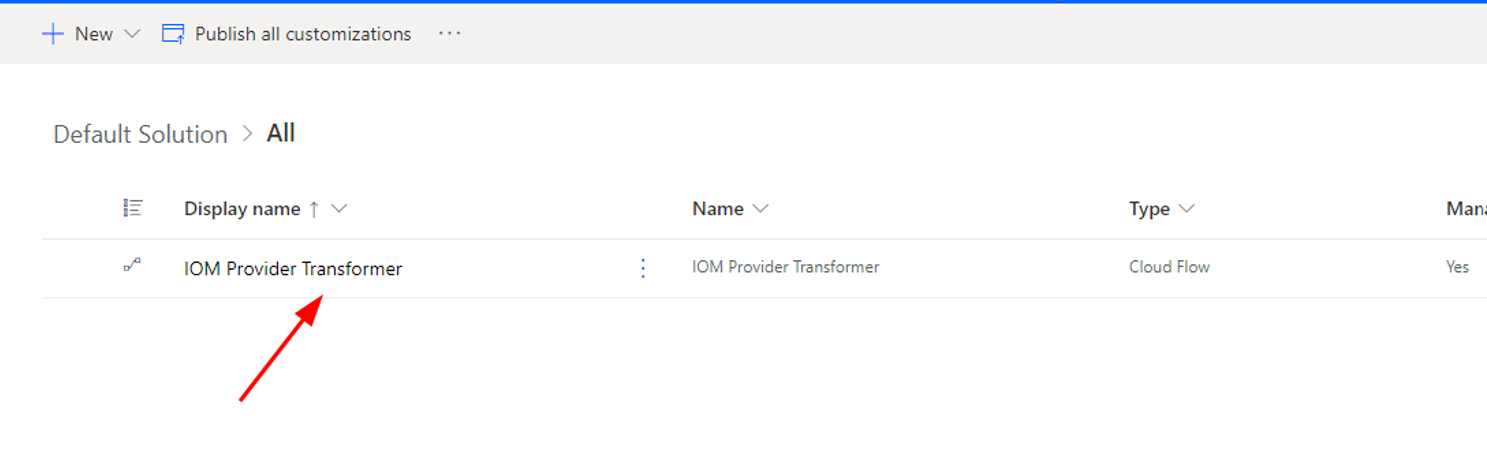 New Publish all customizations ...
Default Solution > All
Display name ↑ Name Type Mana
IOM Provider Transformer IOM Provider Transformer Cloud Flow Yes